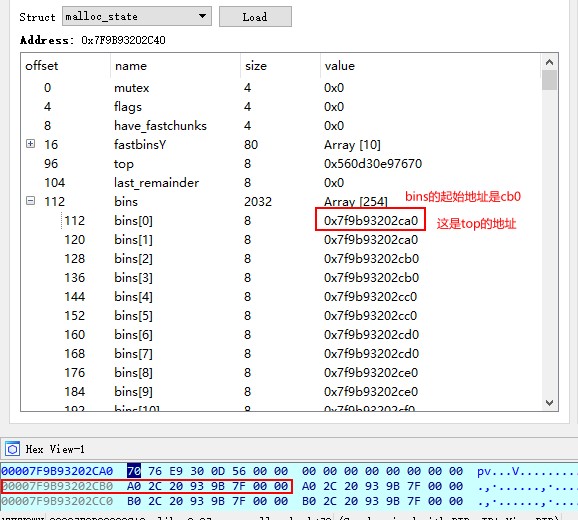 Struct malloc_state Load
Address: 0x7F9B93202C40
offset name size value
0 mutex 4 0x0
4 flags 4 0x0
8 have_fastchunks 4 0x0
16 fastbinsY 80 Array [10]
96 top 8 0x560d30e97670
104 last_remainder 8 0x0
bins的起始地址是cb0
112 bins 2032 Array [254]
112 bins[0] 8 0x7f9b93202ca0
这是top的地址
120 bins[1] 8 0x7f9b93202ca0
128 bins[2] 8 0x7f9b93202cb0
136 bins[3] 8 0x7f9b93202cb0
144 bins[4] 8 0x7f9b93202cc0
152 bins[5] 8 0x7f9b93202cc0
160 bins[6] 8 0x7f9b93202cd0
168 bins[7] 8 0x7f9b93202cd0
176 bins[8] 8 0x7f9b93202ce0
184 bins[9] 8 0x7f9b93202ce0
192 bins[10] 8 0x7f9b93202cf0
Hex View-1
00007F9B93202CA0 70 76 E9 30 0D 56 00 00 00 00 00 00 00 00 00 00 pv...V.........
00007F9B93202CB0 A0 2C 20 93 9B 7F 00 00 A0 2C 20 93 9B 7F 00 00
00007F9B93202CC0 B0 2C 20 93 9B 7F 00 00 B0 2C 20 93 9B 7F 00 00